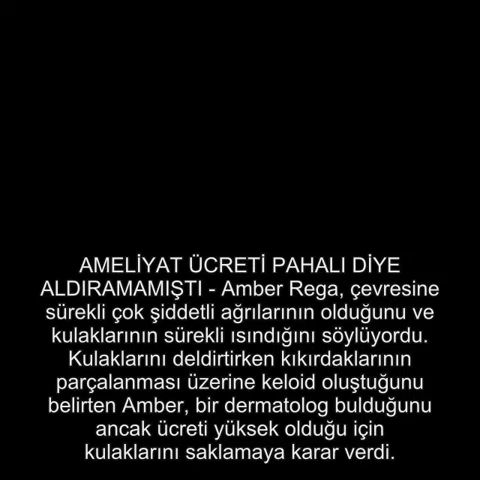 AMELİYAT ÜCRETİ PAHALI DİYE
ALDIRAMAMIŞTI - Amber Rega, çevresine
sürekli çok şiddetli ağrılarının olduğunu ve
kulaklarının sürekli ısındığını söylüyordu.
Kulaklarını deldirtirken kıkırdaklarının
parçalanması üzerine keloid oluştuğunu
belirten Amber, bir dermatolog bulduğunu
ancak ücreti yüksek olduğu için
kulaklarını saklamaya karar verdi.